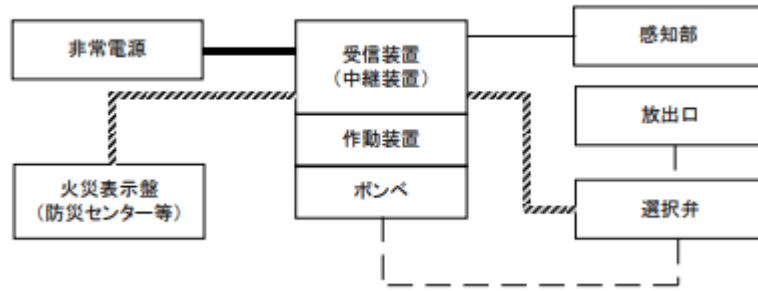 非常電源
受信装置
(中継装置)
感知部
放出口
作動装置
火災表示盤
(防災センター等)
ボンベ
選択弁